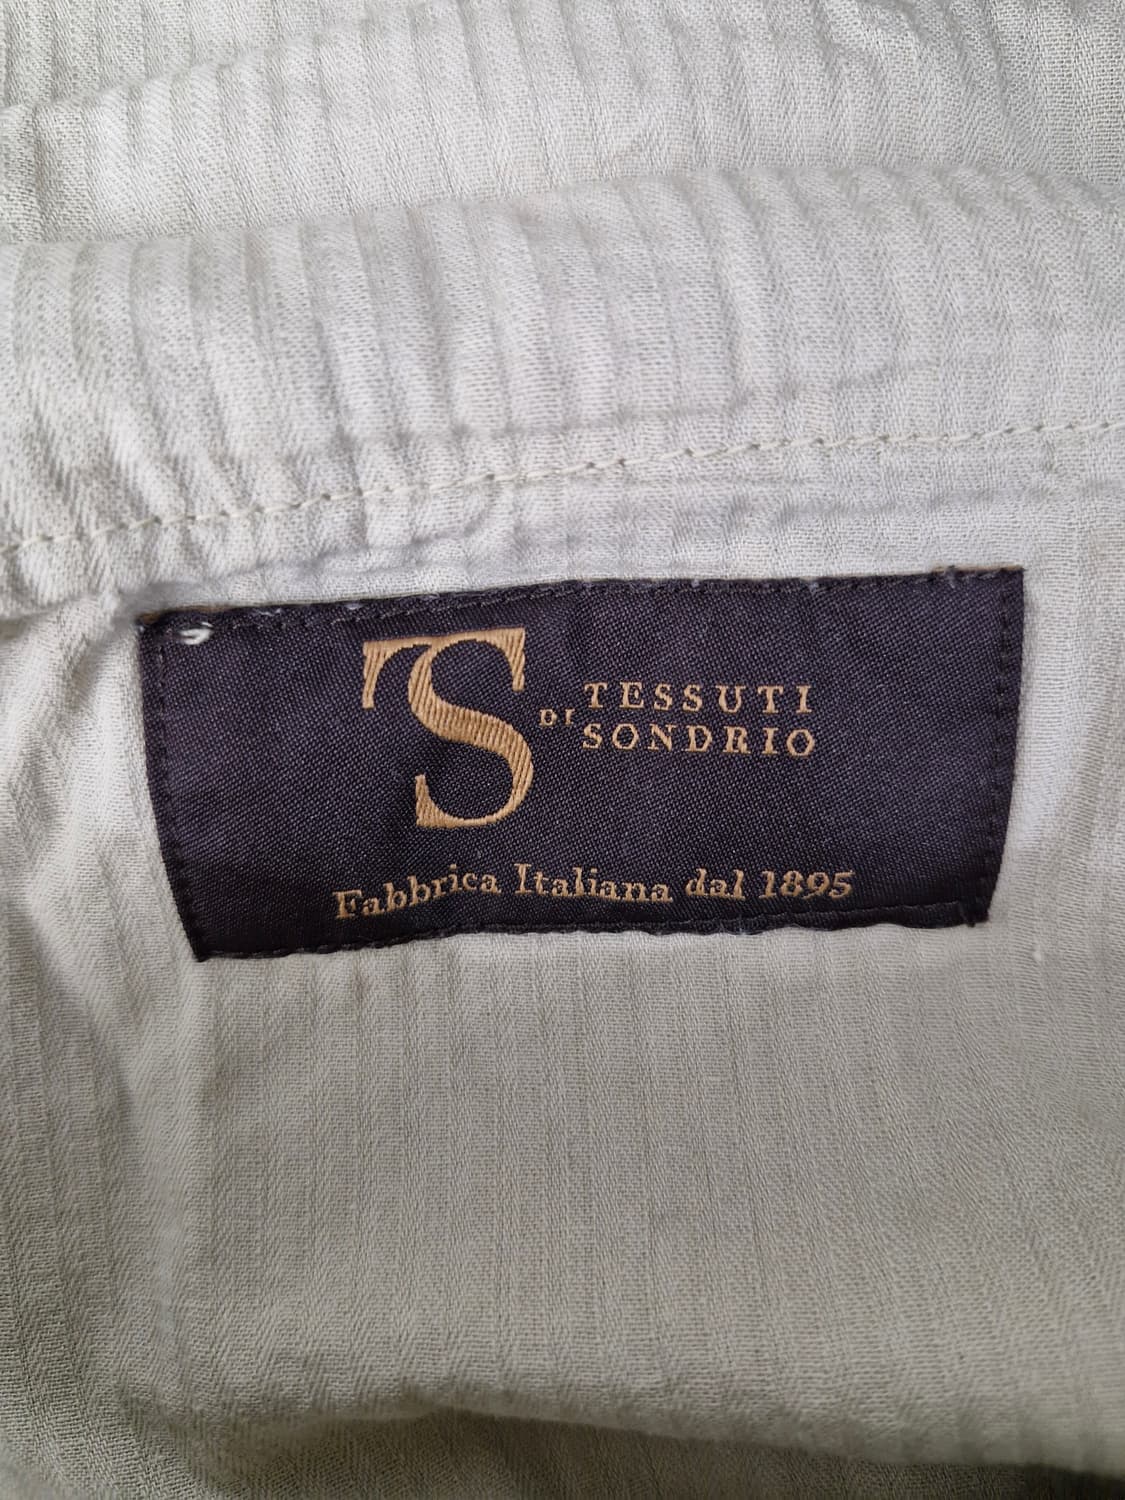 TS
TESSUTI
DI SONDRIO
Fabbrica Italiana dal 1895